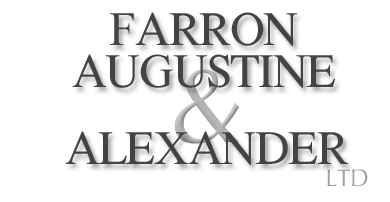 FARRON
AUGUSTINE
&
ALEXANDER
LTD